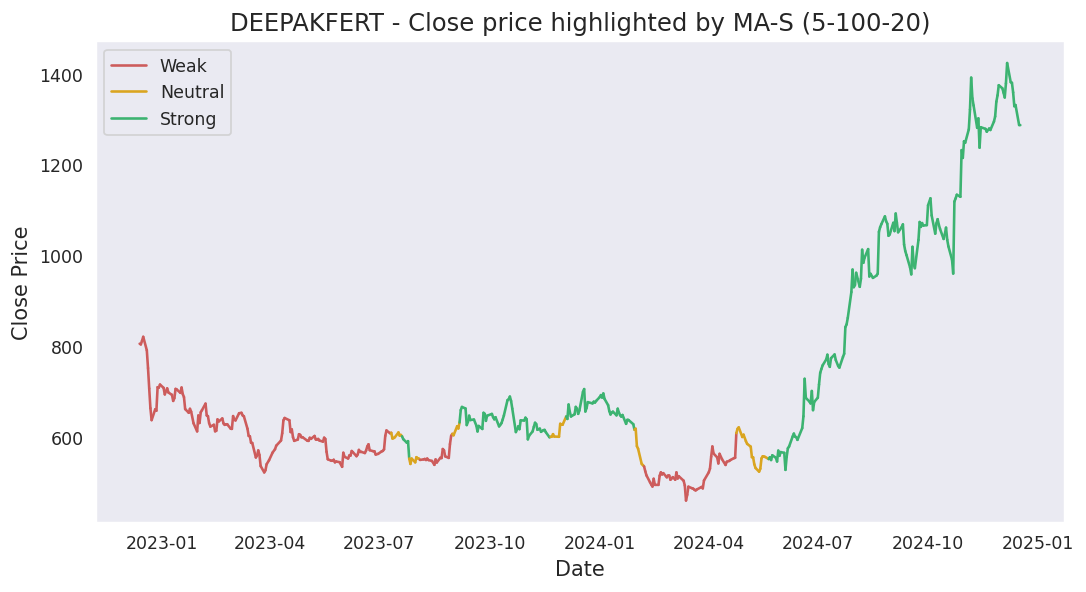 DEEPAKFERT - Close price highlighted by MA-S (5-100-20)
Weak
Neutral
Strong
Close Price
1400
1200
1000
800
600
2023-01 2023-04 2023-07 2023-10 2024-01 2024-04 2024-07 2024-10 2025-01
Date